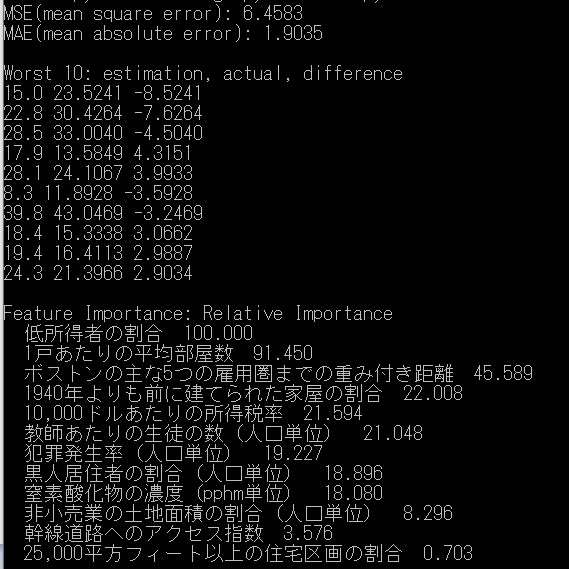 MSE(mean square error): 6.4583
MAE(mean absolute error): 1.9035
Worst 10: estimation, actual, difference
15.0 23.5241 -8.5241
22.8 30.4264 -7.6264
28.5 33.0040 -4.5040
17.9 13.5849 4.3151
28.1 24.1067 3.9933
8.3 11.8928 -3.5928
39.8 43.0469 -3.2469
18.4 15.3338 3.0662
19.4 16.4113 2.9887
24.3 21.3966 2.9034
Feature Importance: Relative Importance
低所得者の割合 100.000
1戸あたりの平均部屋数 91.450
ボストンの主な5つの雇用圏までの重み付き距離 45.589
1940年よりも前に建てられた家屋の割合 22.008
10,000ドルあたりの所得税率 21.594
教師あたりの生徒の数 (人口単位) 21.048
犯罪発生率 (人口単位) 19.227
黒人居住者の割合 (人口単位) 18.896
窒素酸化物の濃度 (pphm単位) 18.080
非小売業の土地面積の割合 (人口単位) 8.296
幹線道路へのアクセス指数 3.576
25,000平方フィート以上の住宅区画の割合 0.703